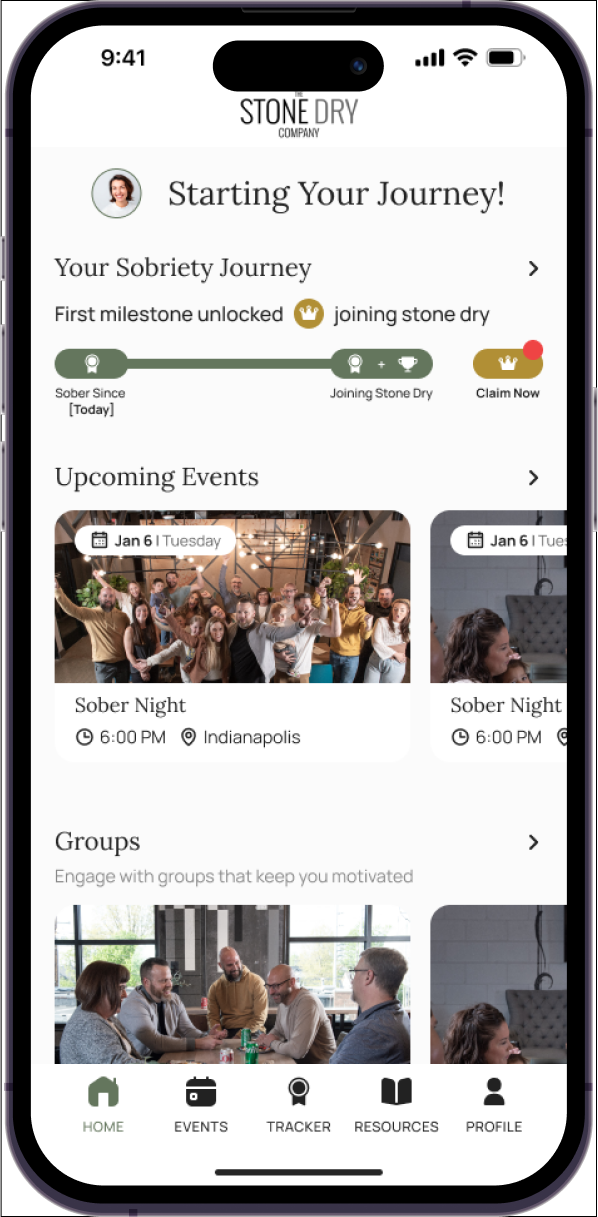 9:41
THE
STONE DRY
COMPANY
Starting Your Journey!
Your Sobriety Journey
First milestone unlocked joining stone dry
+
Sober Since
[Today]
Joining Stone Dry
Claim Now
Upcoming Events
Jan 6 | Tuesday
Jan 6 | Tues
Sober Night
6:00 PM Indianapolis
Sober Night
6:00 PM
Groups
Engage with groups that keep you motivated
HOME
EVENTS
TRACKER
RESOURCES
PROFILE